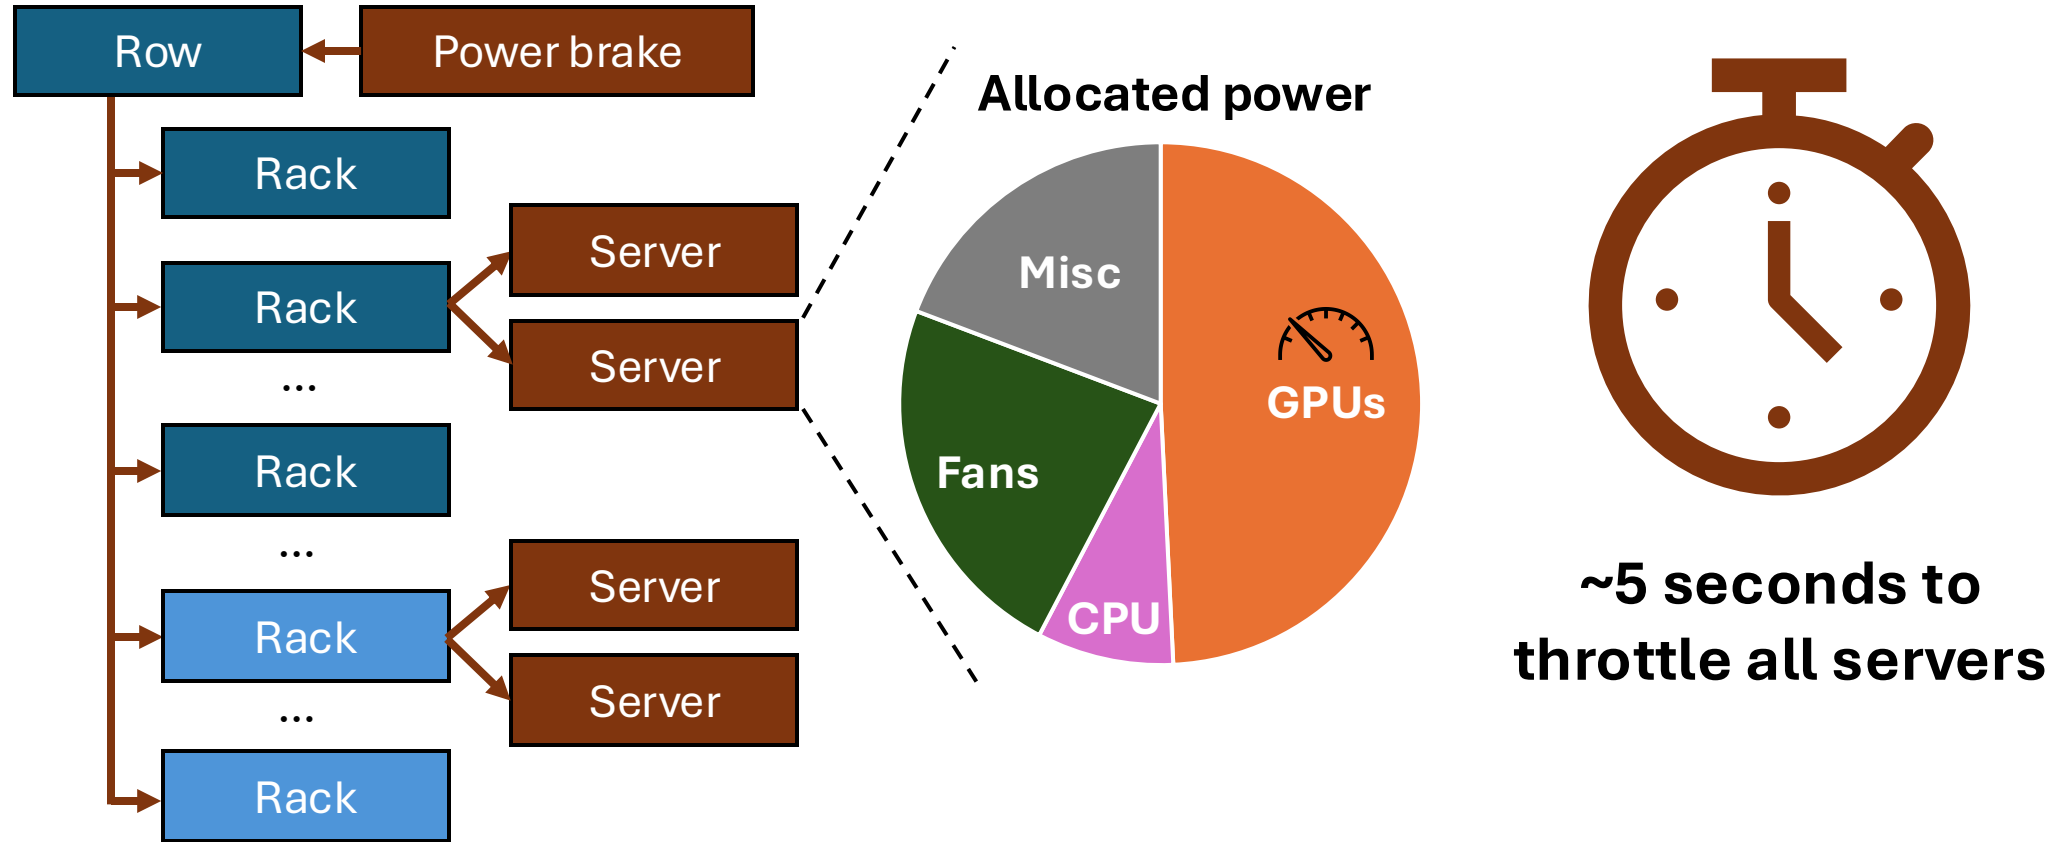 Row
Power brake
Rack
Rack
...
Rack
...
Rack
...
Rack
Server
Server
Server
Server
Allocated power
Misc
GPUs
Fans
CPU
~5 seconds to
throttle all servers